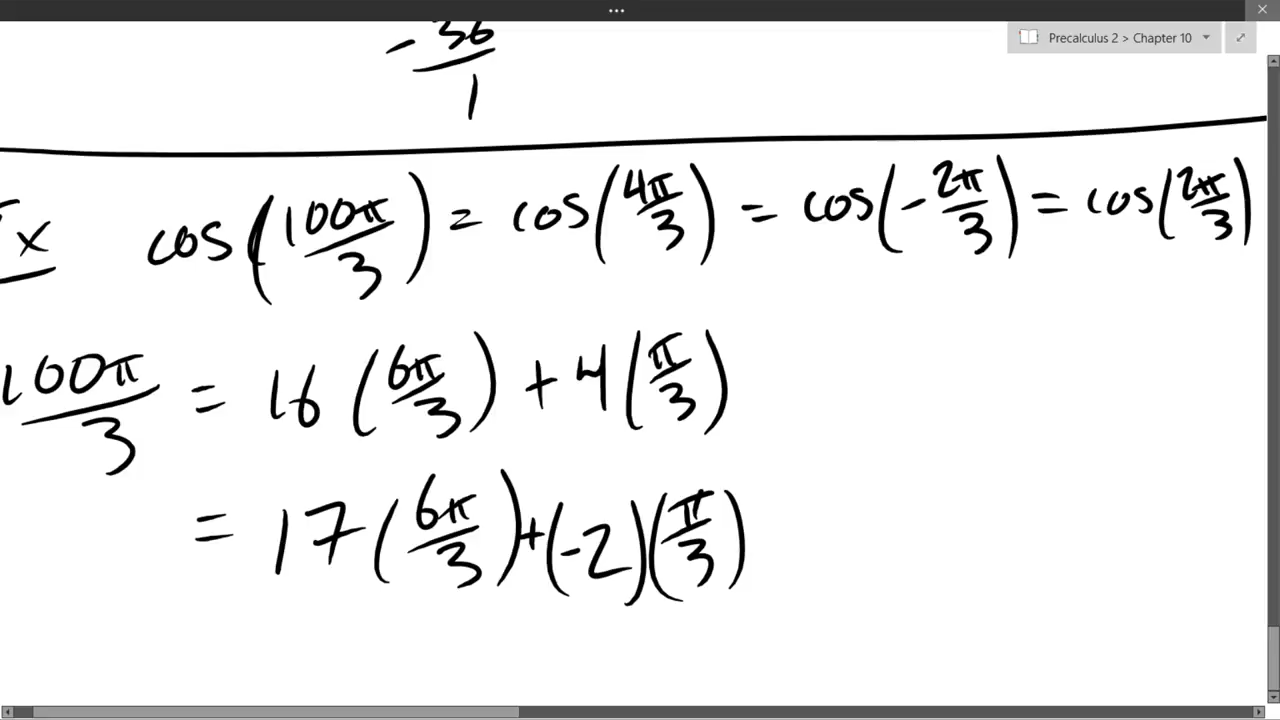 ...
Precalculus 2 > Chapter 10
- 36
1
Ex cos(100π/3) = cos(4π/3) = cos(-2π/3) = cos(2π/3)
100π/3 = 16(6π/3) + 4(π/3)
= 17(6π/3) + (-2)(π/3)